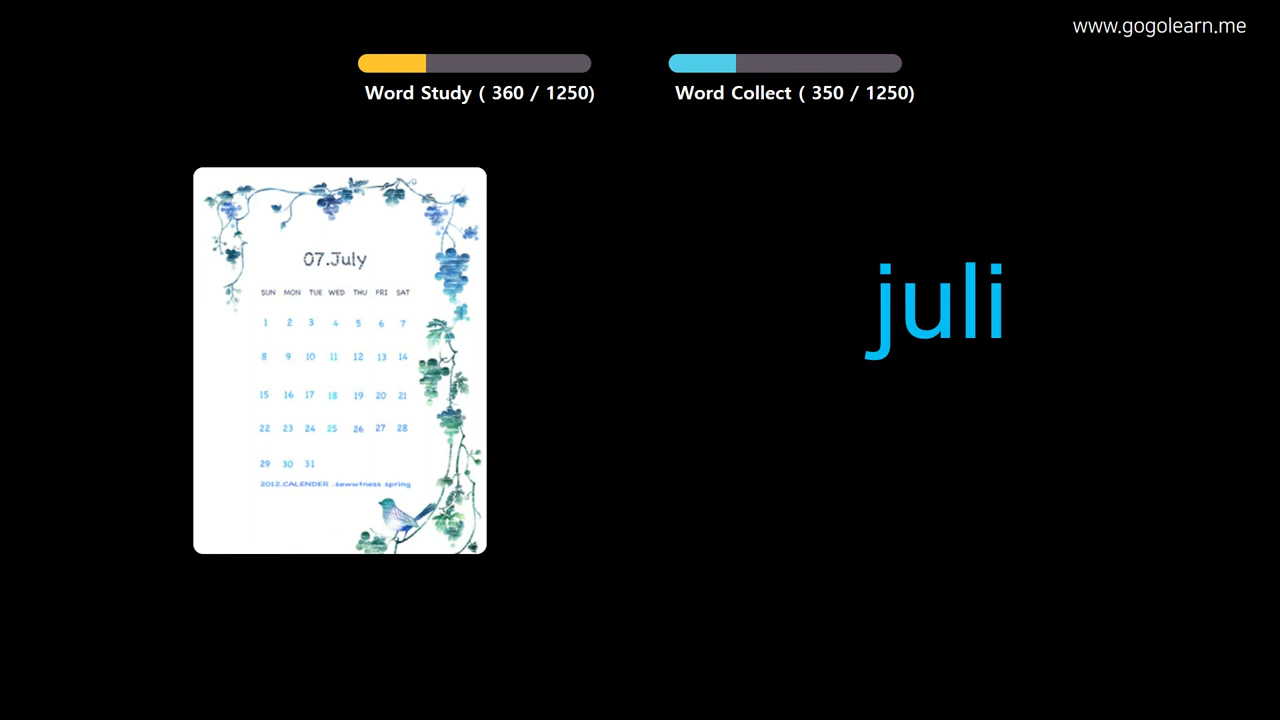 www.gogolearn.me
Word Study ( 360 / 1250)
Word Collect ( 350 / 1250)
07.July
SUN MON TUE WED THU FRI SAT
1 2 3 4 5 6 7
8 9 10 11 12 13 14
15 16 17 18 19 20 21
22 23 24 25 26 27 28
29 30 31
2012.CALENDER .sewwtness spring
juli